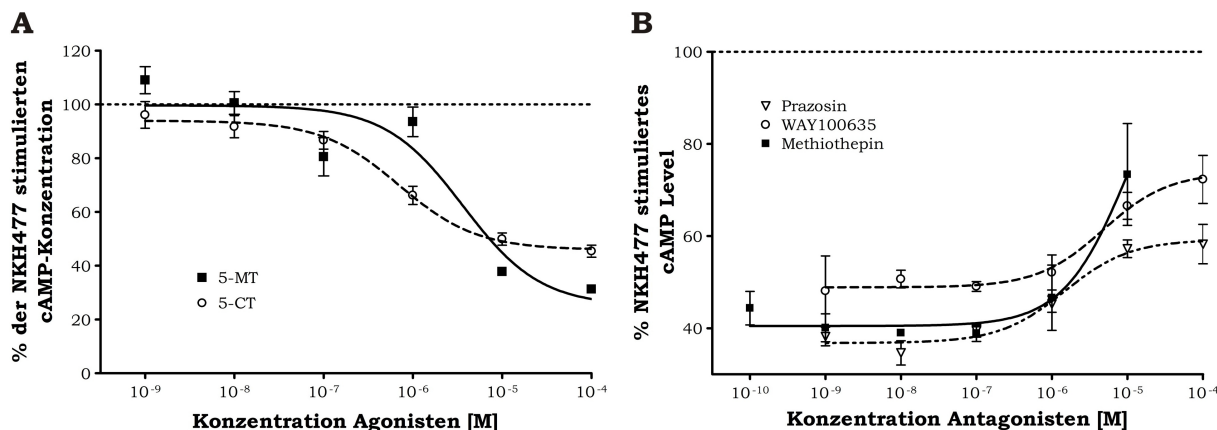 A
% der NKH477 stimulierten
cAMP-Konzentration
120
100
80
60
40
20
0
5-MT
5-CT
10-9
10-8
10-7
10-6
10-5
10-4
Konzentration Agonisten [M]
B
% NKH477 stimuliertes
cAMP Level
100
80
60
40
Prazosin
WAY100635
Methiothepin
10-10
10-9
10-8
10-7
10-6
10-5
10-4
Konzentration Antagonisten [M]